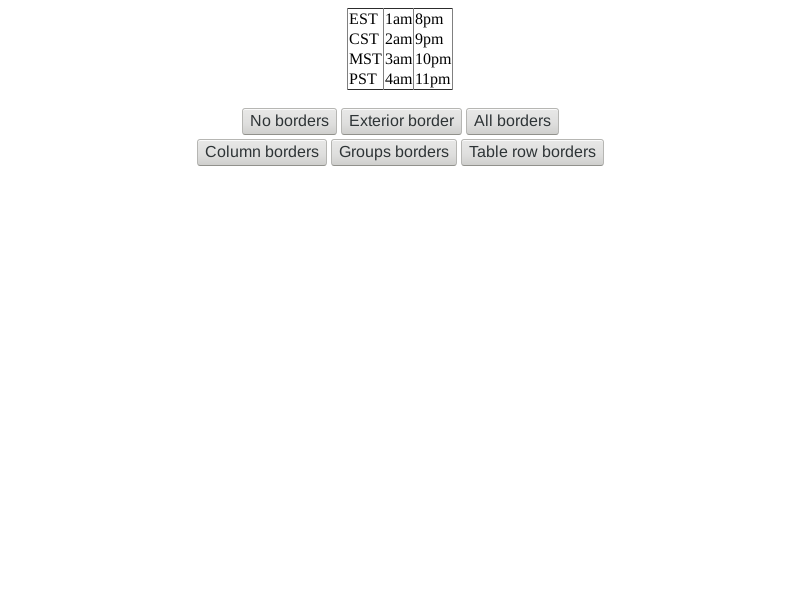 EST 1am 8pm
CST 2am 9pm
MST 3am 10pm
PST 4am 11pm
No borders Exterior border All borders
Column borders Groups borders Table row borders